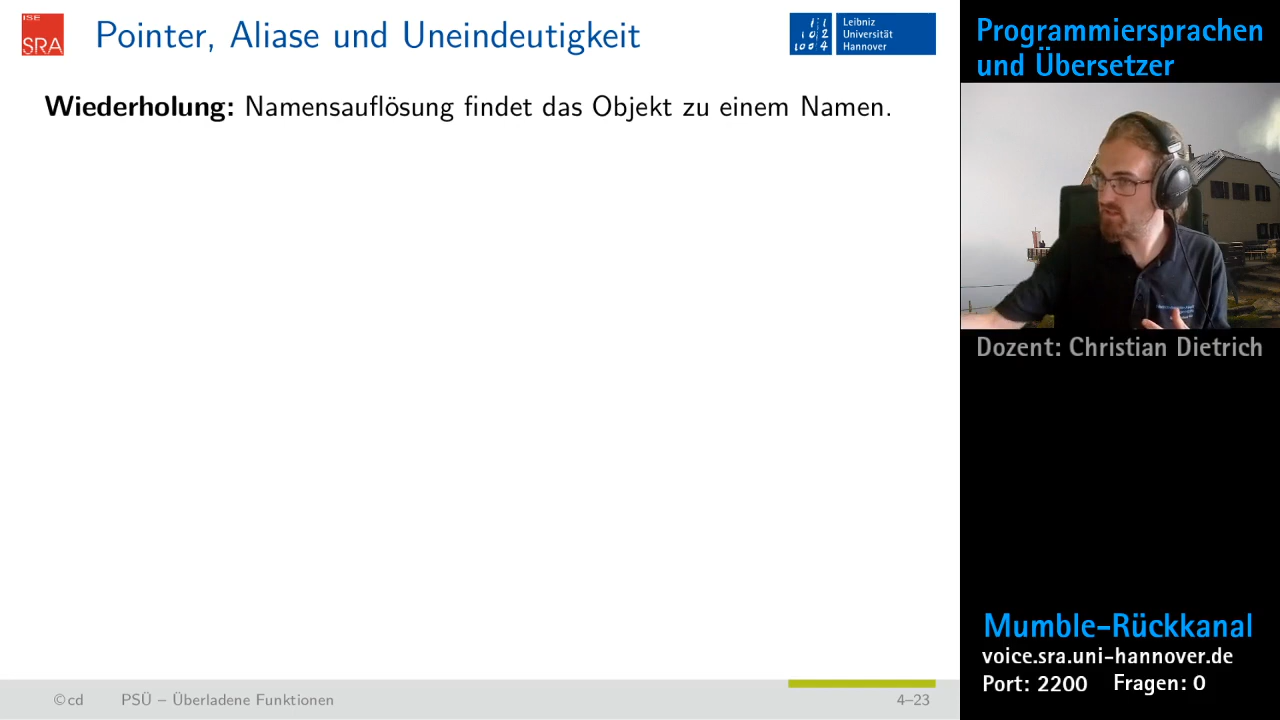 ISE
SRA
Pointer, Aliase und Uneindeutigkeit
Leibniz
Universität
Hannover
Wiederholung: Namensauflösung findet das Objekt zu einem Namen.
©cd
PSÜ – Überladene Funktionen
4–23
Programmiersprachen
und Übersetzer
Dozent: Christian Dietrich
Mumble-Rückkanal
voice.sra.uni-hannover.de
Port: 2200 Fragen: 0